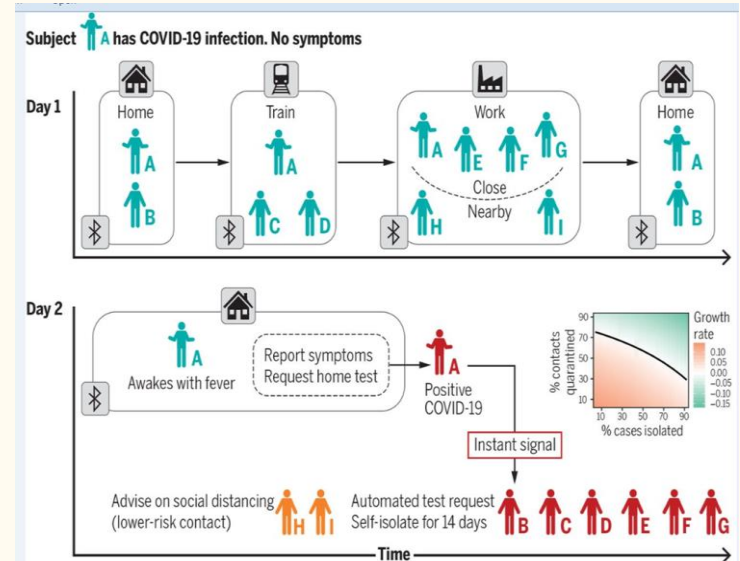 Subject A has COVID-19 infection. No symptoms
Day 1
Home
Train
Work
Home
A
A
A
E
F
G
A
Close
Nearby
B
C
D
H
I
B
Day 2
A
Awakes with fever
Report symptoms
Request home test
A
Positive
COVID-19
% contacts
quarantined
90
70
50
30
10
10 30 50 70 90
% cases isolated
Growth
rate
0.10
0.05
0.00
–0.05
–0.10
–0.15
Instant signal
Advise on social distancing
(lower-risk contact)
H I
Automated test request
Self-isolate for 14 days
B C D E F G
Time